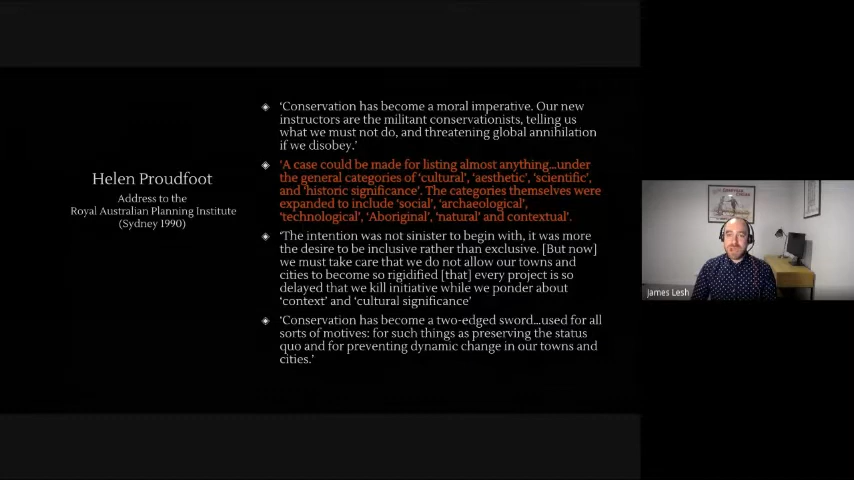 Helen Proudfoot
Address to the
Royal Australian Planning Institute
(Sydney 1990)
‘Conservation has become a moral imperative. Our new
instructors are the militant conservationists, telling us
what we must not do, and threatening global annihilation
if we disobey.’
‘A case could be made for listing almost anything...under
the general categories of ‘cultural’, ‘aesthetic’, ‘scientific’,
and ‘historic significance’. The categories themselves were
expanded to include ‘social’, ‘archaeological’,
‘technological’, ‘Aboriginal’, ‘natural’ and contextual’.
‘The intention was not sinister to begin with, it was more
the desire to be inclusive rather than exclusive. [But now]
we must take care that we do not allow our towns and
cities to become so rigidified [that] every project is so
delayed that we kill initiative while we ponder about
‘context’ and ‘cultural significance’
‘Conservation has become a two-edged sword...used for all
sorts of motives: for such things as preserving the status
quo and for preventing dynamic change in our towns and
cities.’
James Lesh